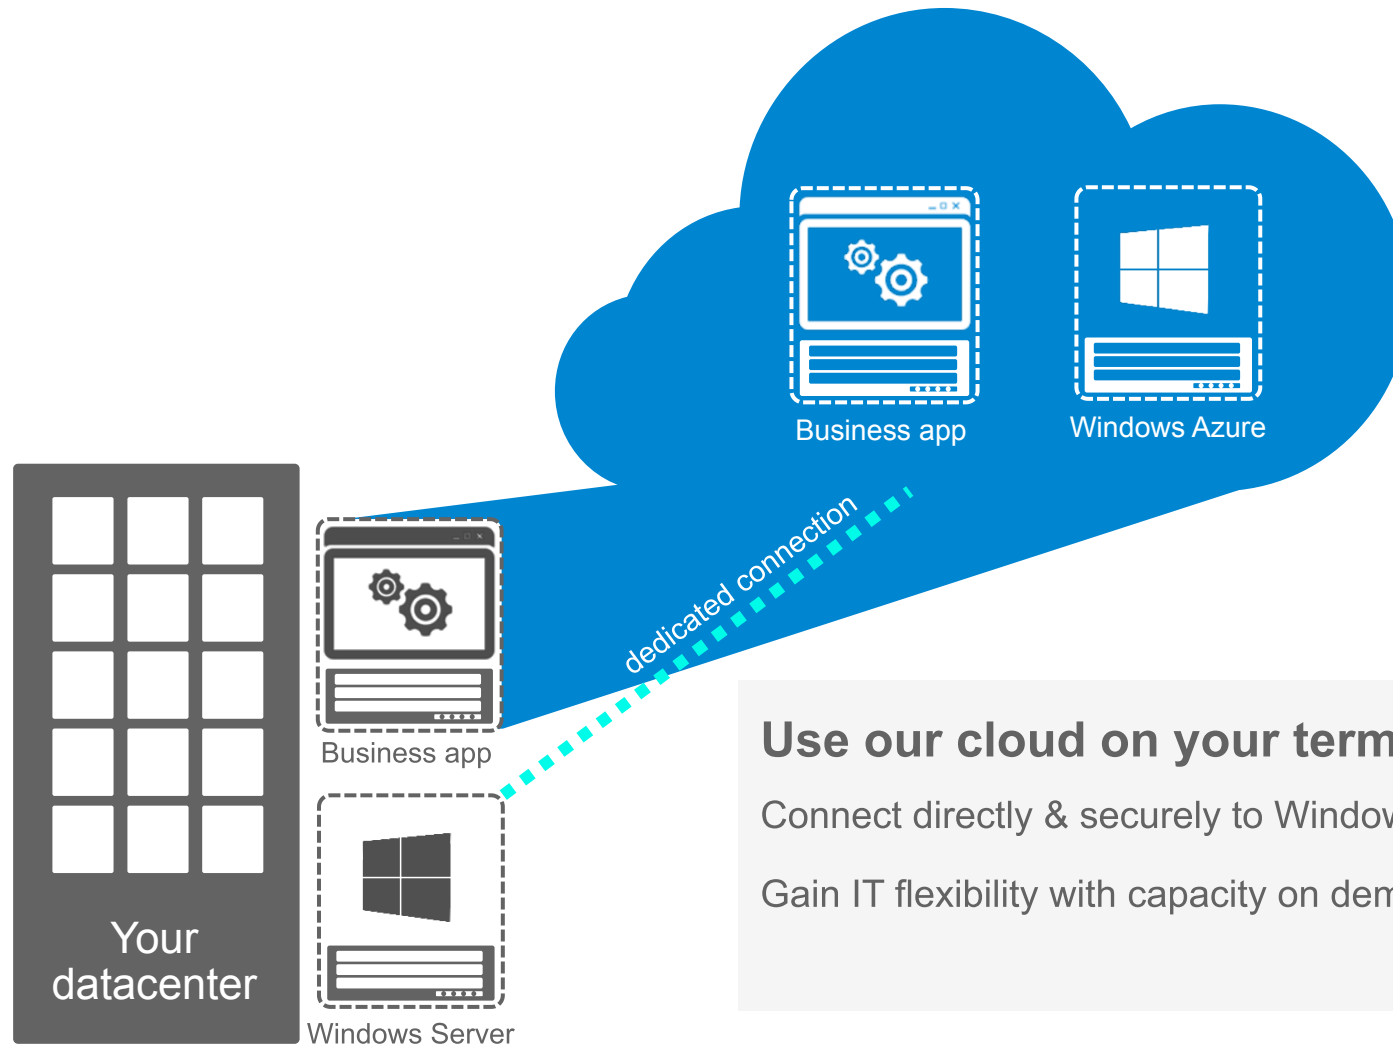 Business app
Windows Azure
dedicated connection
Business app
Your
datacenter
Windows Server
Use our cloud on your term
Connect directly & securely to Window
Gain IT flexibility with capacity on dem